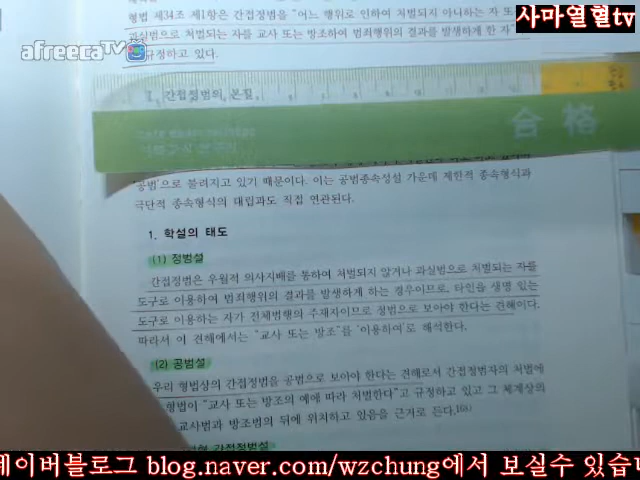 형법 제34조 제1항은 간접정범을 "어느 행위로 인하여 처벌되지 아니하는 자 또
과실범으로 처벌되는 자를 교사 또는 방조하여 범죄행위의 결과를 발생하게 한 자
규정하고 있다.
사마열혈tv
afreecaTV
Ⅰ. 간접정범의 본질
合格
공범'으로 불려지고 있기 때문이다. 이는 공범종속성설 가운데 제한적 종속형식과
극단적 종속형식의 대립과도 직접 연관된다.
1. 학설의 태도
(1) 정범설
간접정범은 우월적 의사지배를 통하여 처벌되지 않거나 과실범으로 처벌되는 자를
도구로 이용하여 범죄행위의 결과를 발생하게 하는 경우이므로, 타인을 생명 있는
도구로 이용하는 자가 전체범행의 주재자이므로 정범으로 보아야 한다는 견해이다.
따라서 이 견해에서는 "교사 또는 방조"를 '이용하여'로 해석한다.
(2) 공범설
우리 형법상의 간접정범을 공범으로 보아야 한다는 견해로서 간접정범자의 처벌에
형법이 "교사 또는 방조의 예에 따라 처벌한다"고 규정하고 있고 그 체계상의
교사범과 방조범의 뒤에 위치하고 있음을 근거로 든다.168)
간접정범설
네이버블로그 blog.naver.com/wzchung에서 보실수 있습니